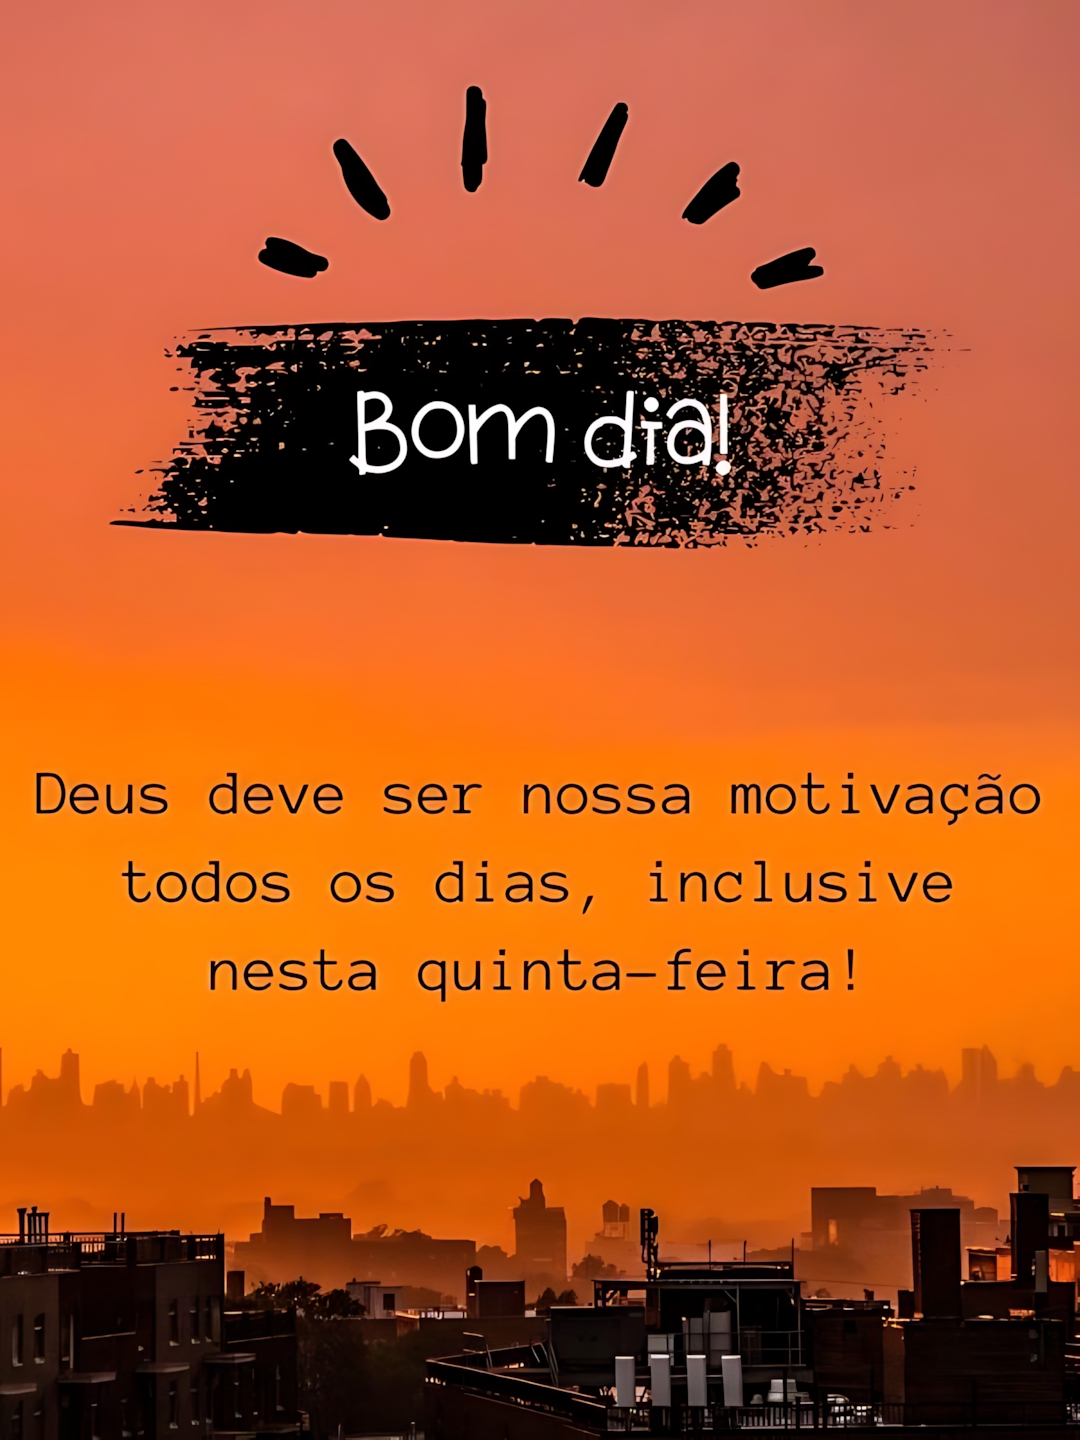 Bom dia!
Deus deve ser nossa motivação
todos os dias, inclusive
nesta quinta-feira!